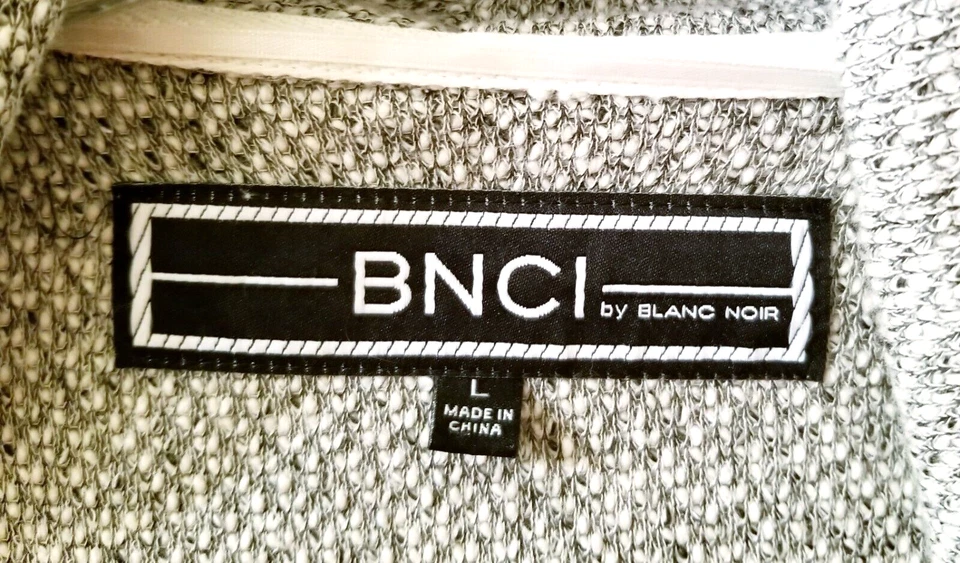 BNCI
by BLANC NOIR
L
MADE IN
CHINA